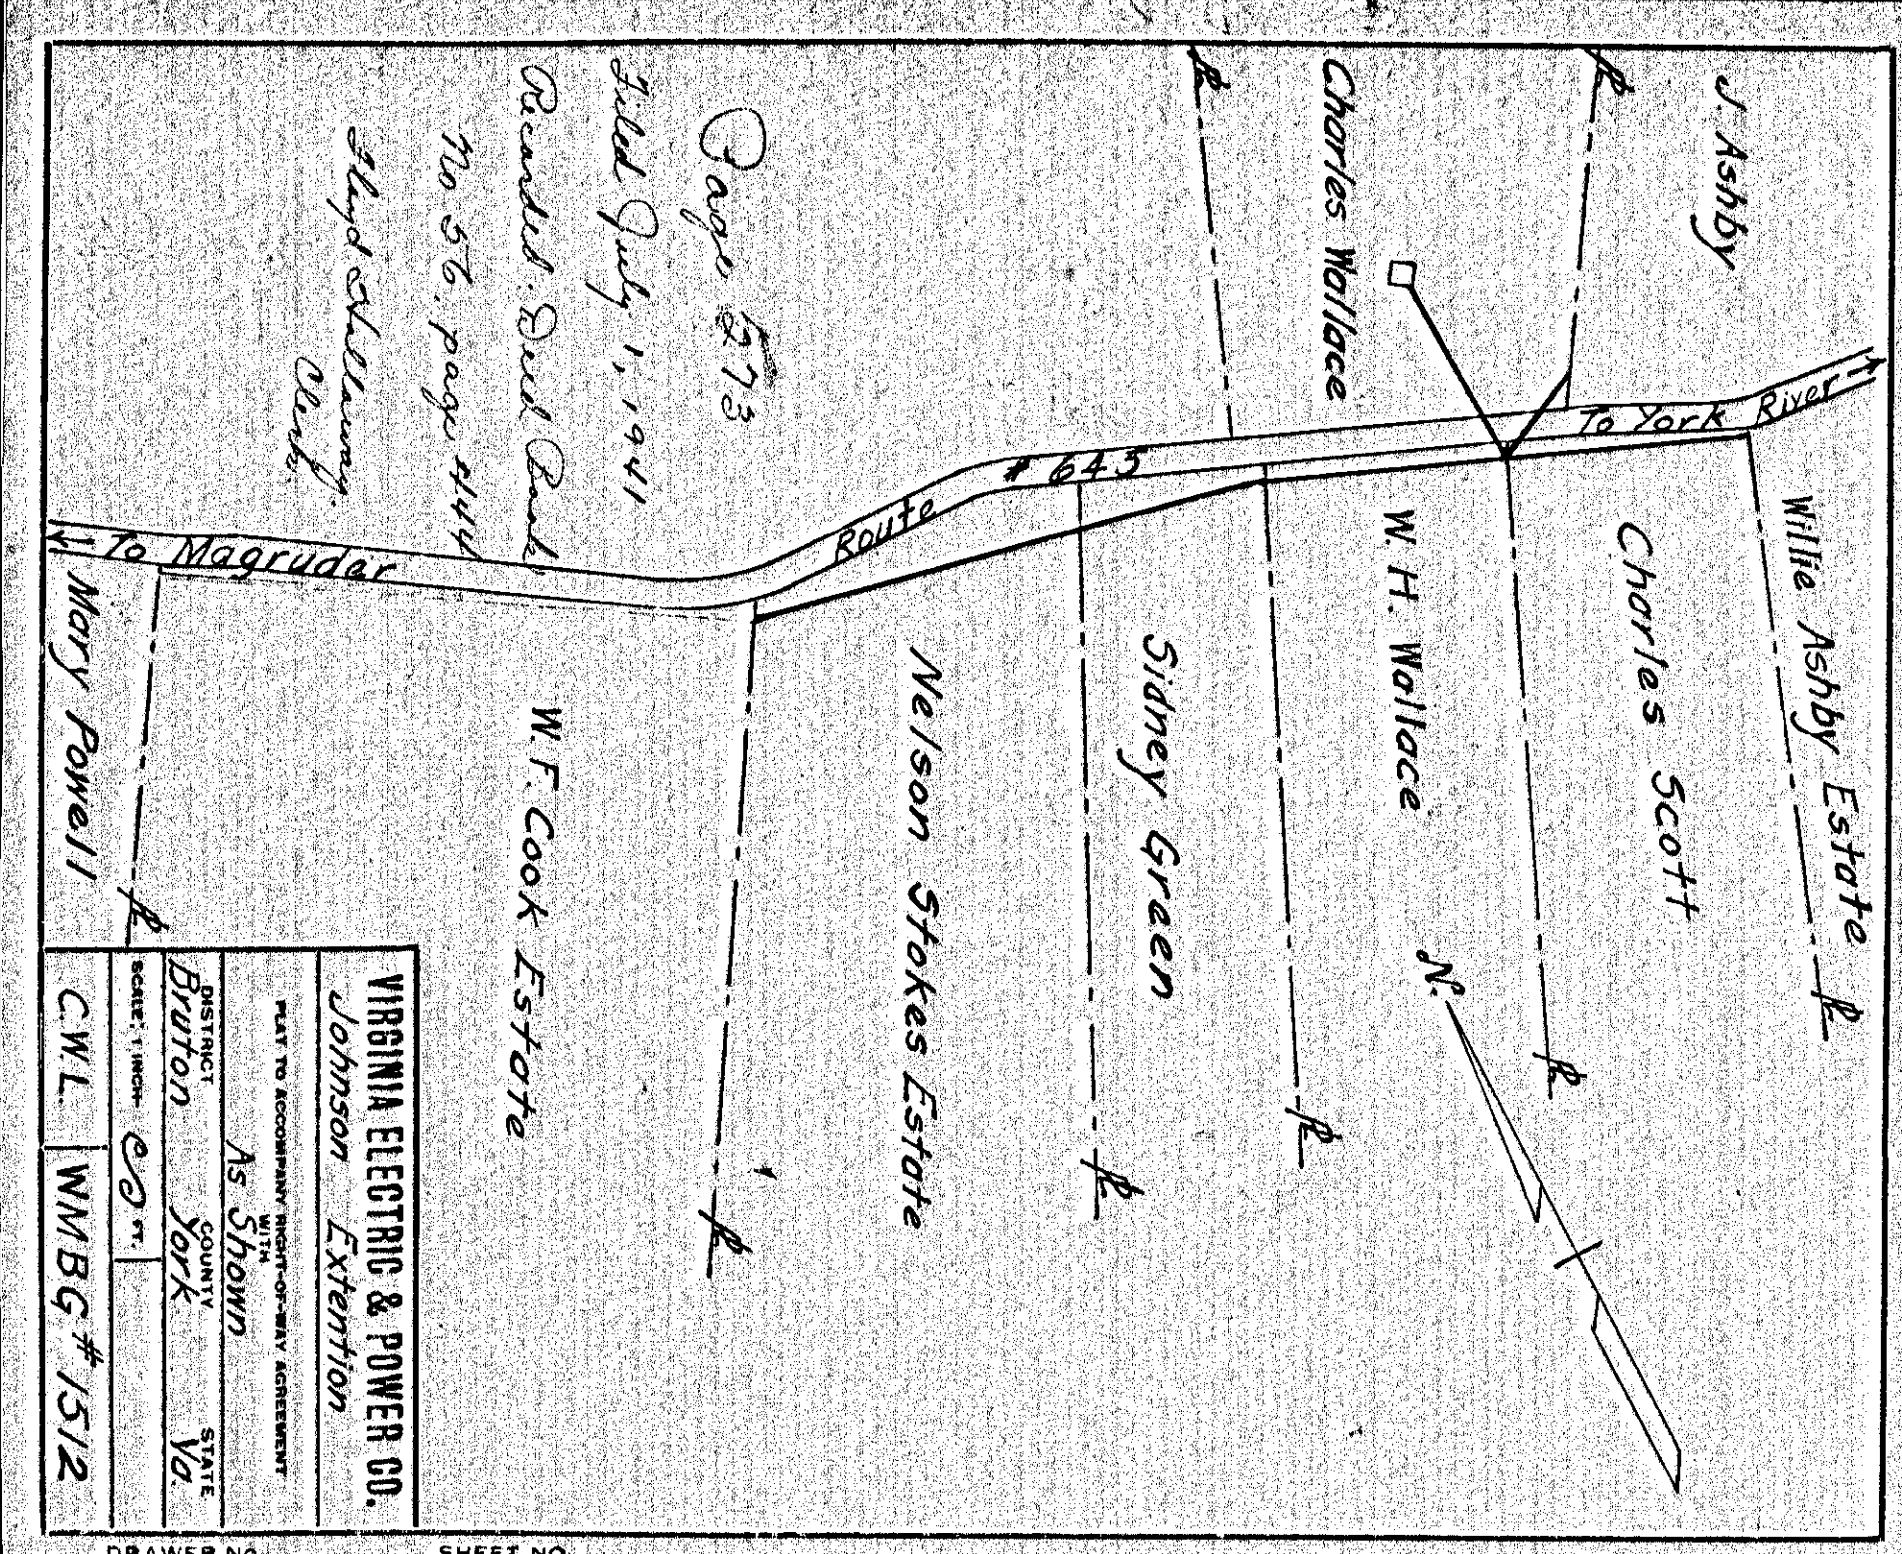 J. Ashby
Charles Wallace
Page 273
Filed July 1, 1941
Recorded. Deed Book
No 56, page 444
Floyd Holloway.
Clerk.
To York River
Route # 643
To Magruder
Willie Ashby Estate
Charles Scott
W. H. Wallace
Sidney Green
Nelson Stokes Estate
W. F. Cook Estate
Mary Powell
N.
VIRGINIA ELECTRIC & POWER CO.
Johnson Extention
PLAT TO ACCOMPANY RIGHT-OF-WAY AGREEMENT
WITH
As Shown
DISTRICT COUNTY STATE
Bruton York Va.
SCALE: 1 INCH FT.
C.W.L. WMBG # 1512
DRAWER NO. SHEET NO.